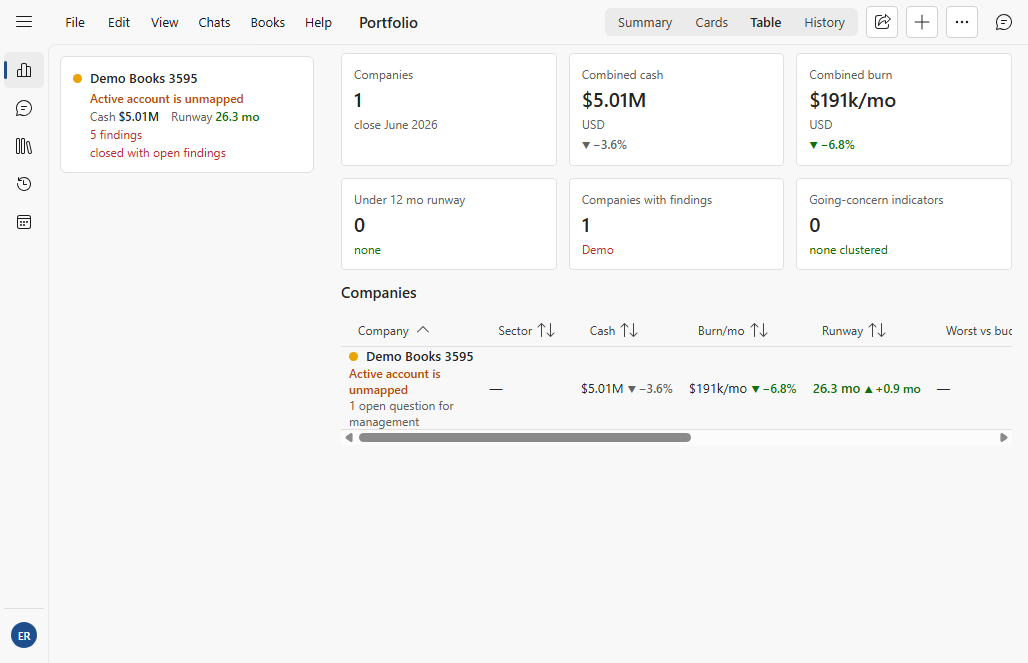 File Edit View Chats Books Help Portfolio Summary Cards Table History
Demo Books 3595
Active account is unmapped
Cash $5.01M Runway 26.3 mo
5 findings
closed with open findings
Companies
1
close June 2026
Combined cash
$5.01M
USD
▼ −3.6%
Combined burn
$191k/mo
USD
▼ −6.8%
Under 12 mo runway
0
none
Companies with findings
1
Demo
Going-concern indicators
0
none clustered
Companies
Company Sector Cash Burn/mo Runway Worst vs buc
Demo Books 3595
Active account is
unmapped
1 open question for
management
— $5.01M ▼ −3.6% $191k/mo ▼ −6.8% 26.3 mo ▲ +0.9 mo —
ER